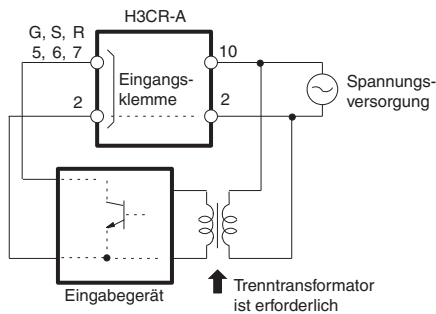 H3CR-A
G, S, R
5, 6, 7
10
Eingangs-
klemme
2
2
Spannungs-
versorgung
Eingabegerät
Trenntransformator
ist erforderlich